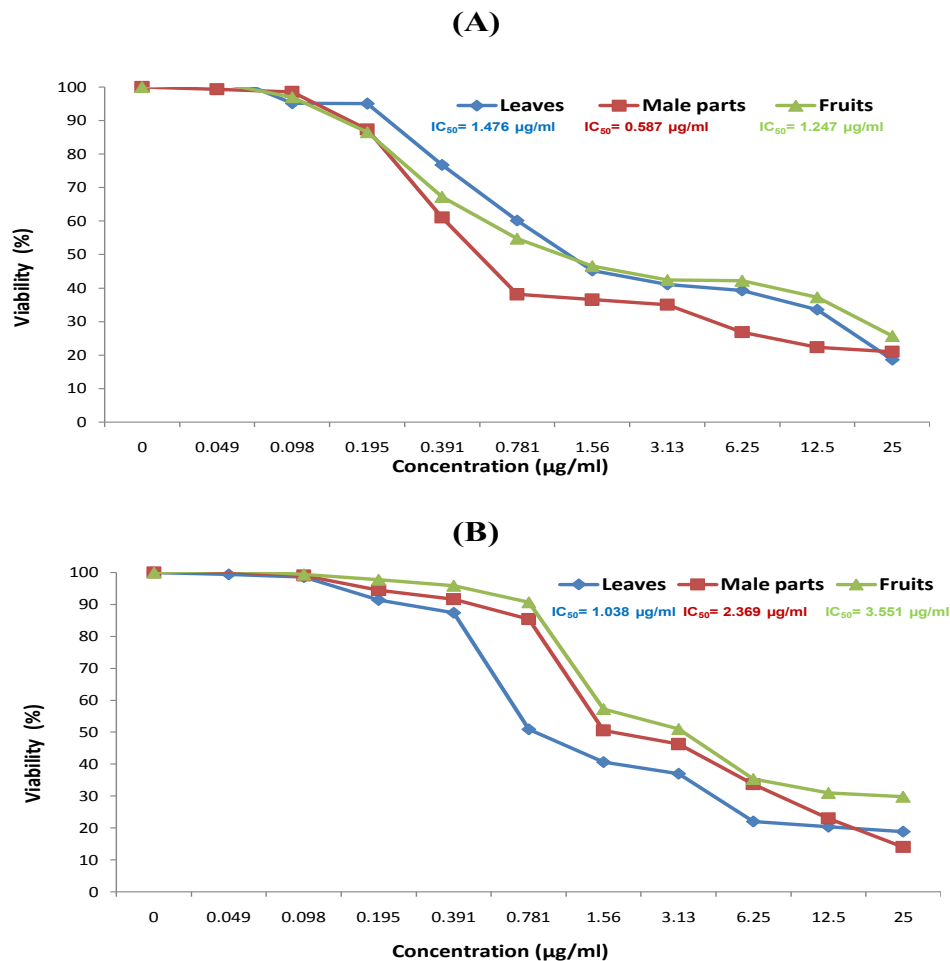 (A)
100
90
80
70
60
50
40
30
20
10
0
Viability (%)
Leaves Male parts Fruits
IC₅₀= 1.476 µg/ml IC₅₀= 0.587 µg/ml IC₅₀= 1.247 µg/ml
0 0.049 0.098 0.195 0.391 0.781 1.56 3.13 6.25 12.5 25
Concentration (µg/ml)
(B)
100
90
80
70
60
50
40
30
20
10
0
Viability (%)
Leaves Male parts Fruits
IC₅₀= 1.038 µg/ml IC₅₀= 2.369 µg/ml IC₅₀= 3.551 µg/ml
0 0.049 0.098 0.195 0.391 0.781 1.56 3.13 6.25 12.5 25
Concentration (µg/ml)